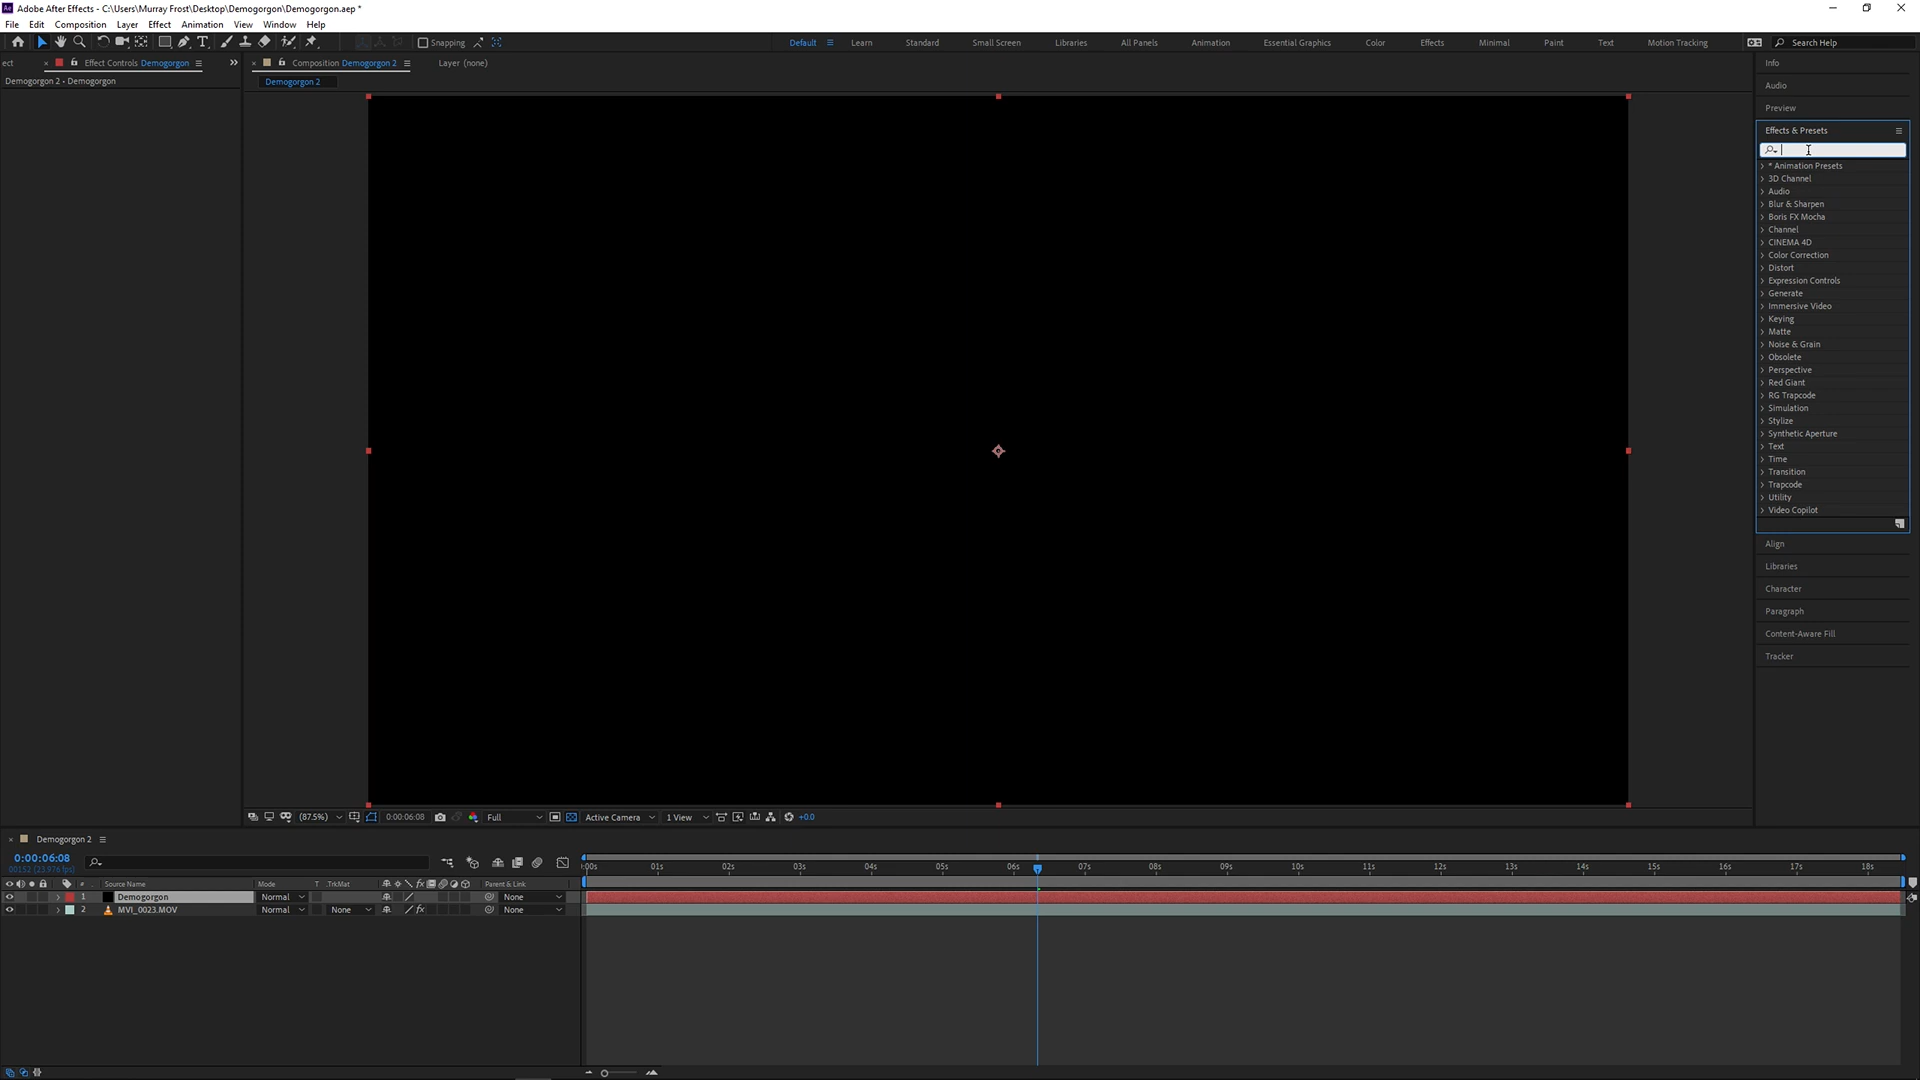 Adobe After Effects - C:\Users\Murray Frost\Desktop\Demogorgon\Demogorgon.aep *
File Edit Composition Layer Effect Animation View Window Help
Snapping
Default Learn Standard Small Screen Libraries All Panels Animation Essential Graphics Color Effects Minimal Paint Text Motion Tracking Search Help
ect Effect Controls Demogorgon Composition Demogorgon 2 Layer (none)
Demogorgon 2 • Demogorgon
Demogorgon 2
Info
Audio
Preview
Effects & Presets
* Animation Presets
3D Channel
Audio
Blur & Sharpen
Boris FX Mocha
Channel
CINEMA 4D
Color Correction
Distort
Expression Controls
Generate
Immersive Video
Keying
Matte
Noise & Grain
Obsolete
Perspective
Red Giant
RG Trapcode
Simulation
Stylize
Synthetic Aperture
Text
Time
Transition
Trapcode
Utility
Video Copilot
Align
Libraries
Character
Paragraph
Content-Aware Fill
Tracker
(87.5%) 0:00:06:08 Full Active Camera 1 View +0.0
Demogorgon 2
0:00:06:08
00152 (23.976 fps)
:00s 01s 02s 03s 04s 05s 06s 07s 08s 09s 10s 11s 12s 13s 14s 15s 16s 17s 18s
# Source Name Mode T .TrkMat Parent & Link
1 Demogorgon Normal None
2 MVI_0023.MOV Normal None None